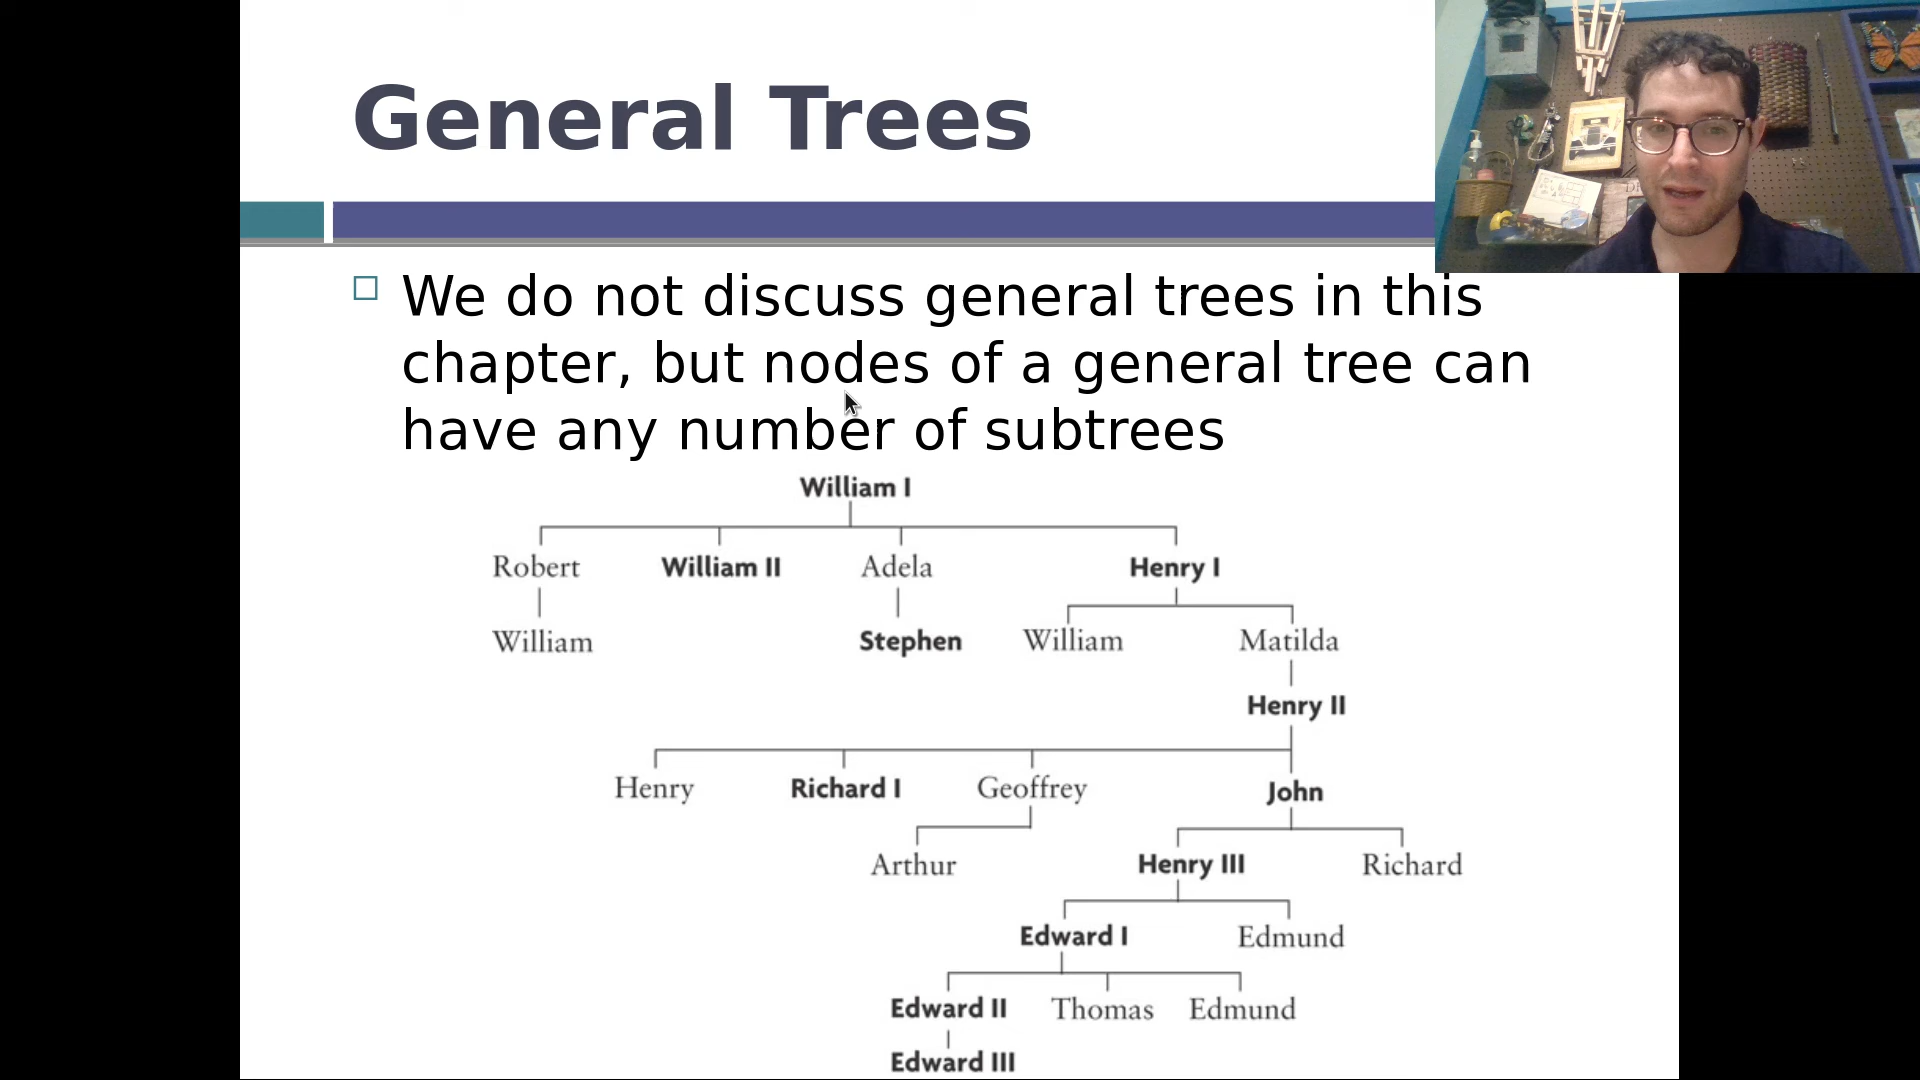 General Trees
We do not discuss general trees in this
chapter, but nodes of a general tree can
have any number of subtrees
William I
Robert William II Adela Henry I
William Stephen William Matilda
Henry II
Henry Richard I Geoffrey John
Arthur Henry III Richard
Edward I Edmund
Edward II Thomas Edmund
Edward III